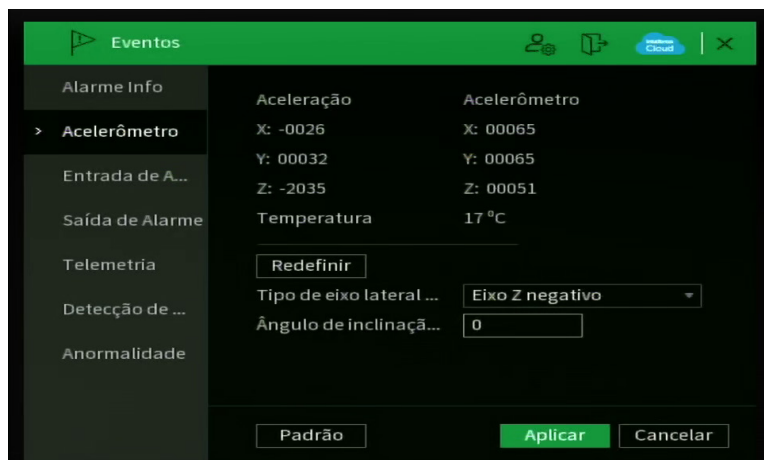 Eventos
intelbras Cloud
Alarme Info
Acelerômetro
Entrada de A...
Saída de Alarme
Telemetria
Detecção de ...
Anormalidade
Aceleração Acelerômetro
X: -0026 X: 00065
Y: 00032 Y: 00065
Z: -2035 Z: 00051
Temperatura 17 ºC
Redefinir
Tipo de eixo lateral ... Eixo Z negativo
Ângulo de inclinaçã... 0
Padrão Aplicar Cancelar